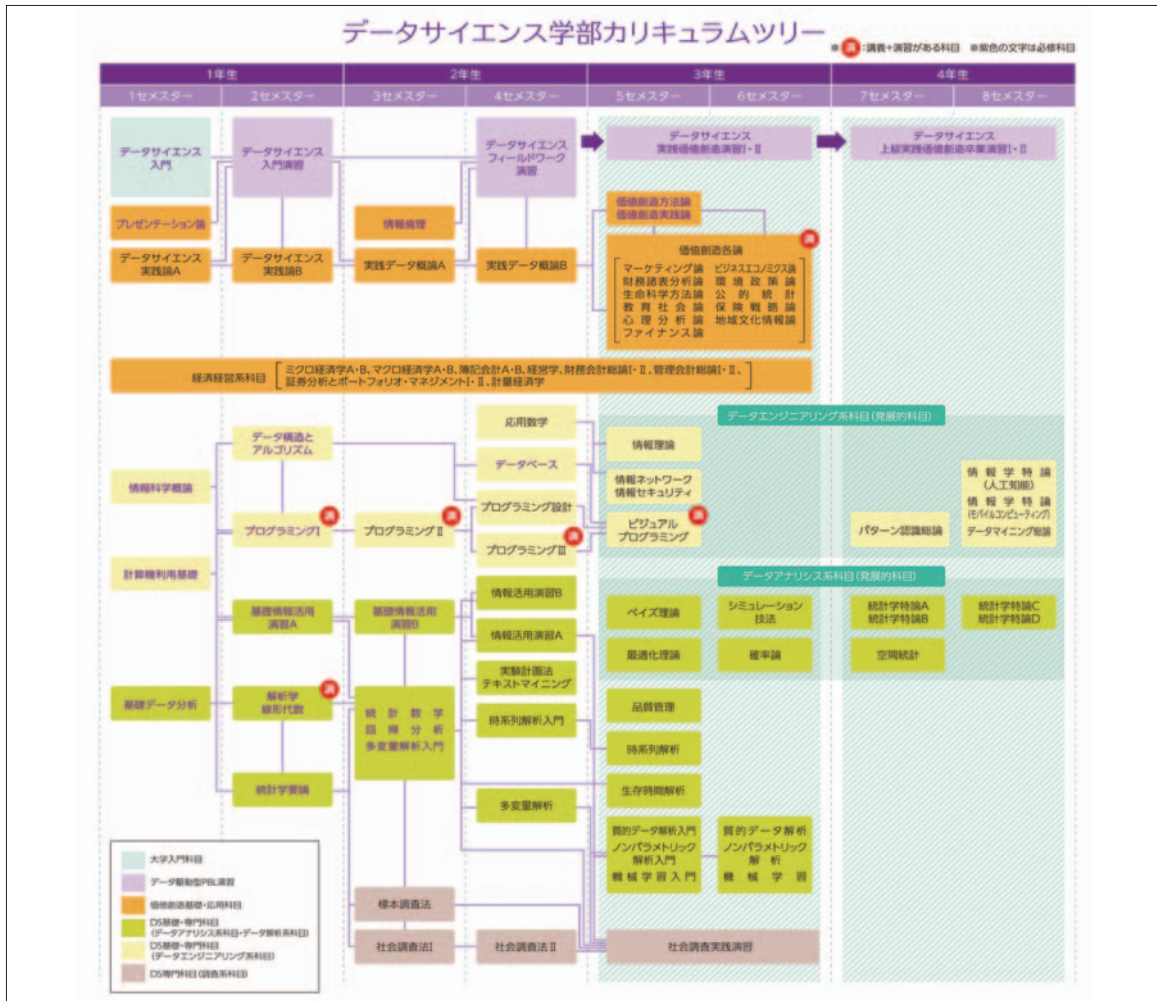 データサイエンス学部カリキュラムツリー
※講:講義+演習がある科目 ※紫色の文字は必修科目
1年生 2年生 3年生 4年生
1セメスター 2セメスター 3セメスター 4セメスター 5セメスター 6セメスター 7セメスター 8セメスター
データサイエンス
入門
データサイエンス
入門演習
データサイエンス
フィールドワーク
演習
データサイエンス
実践価値創造演習I・II
データサイエンス
上級実践価値創造卒業演習I・II
プレゼンテーション論
情報倫理
価値創造方法論
価値創造実践論
データサイエンス
実践論A
データサイエンス
実践論B
実践データ概論A
実践データ概論B
価値創造各論
講
マーケティング論 ビジネスエコノミクス論
財務諸表分析論 環境政策論
生命科学方法論 公的統計
教育社会論 保険戦略論
心理分析論 地域文化情報論
ファイナンス論
経済経営系科目
ミクロ経済学A・B、マクロ経済学A・B、簿記会計A・B、経営学、財務会計総論I・II、管理会計総論I・II、
証券分析とポートフォリオ・マネジメントI・II、計量経済学
データエンジニアリング系科目(発展的科目)
応用数学
データ構造と
アルゴリズム
情報理論
データベース
情報科学概論
情報ネットワーク
情報セキュリティ
情報学特論
(人工知能)
情報学特論
(モバイルコンピューティング)
データマイニング総論
プログラミング設計
プログラミングI
講
プログラミングII
講
プログラミングIII
講
ビジュアル
プログラミング
講
パターン認識総論
計算機利用基礎
データアナリシス系科目(発展的科目)
情報活用演習B
基礎情報活用
演習A
基礎情報活用
演習B
情報活用演習A
ベイズ理論
シミュレーション
技法
統計学特論A
統計学特論B
統計学特論C
統計学特論D
最適化理論
確率論
空間統計
実験計画法
テキストマイニング
基礎データ分析
解析学
線形代数
講
統計数学
回帰分析
多変量解析入門
時系列解析入門
品質管理
時系列解析
統計学要論
多変量解析
生存時間解析
質的データ解析入門
ノンパラメトリック
解析入門
機械学習入門
質的データ解析
ノンパラメトリック
解析
機械学習
標本調査法
社会調査法I
社会調査法II
社会調査実践演習
大学入門科目
データ駆動型PBL演習
価値創造基礎・応用科目
DS基礎・専門科目
(データアナリシス系科目・データ解析系科目)
DS基礎・専門科目
(データエンジニアリング系科目)
DS専門科目(調査系科目)